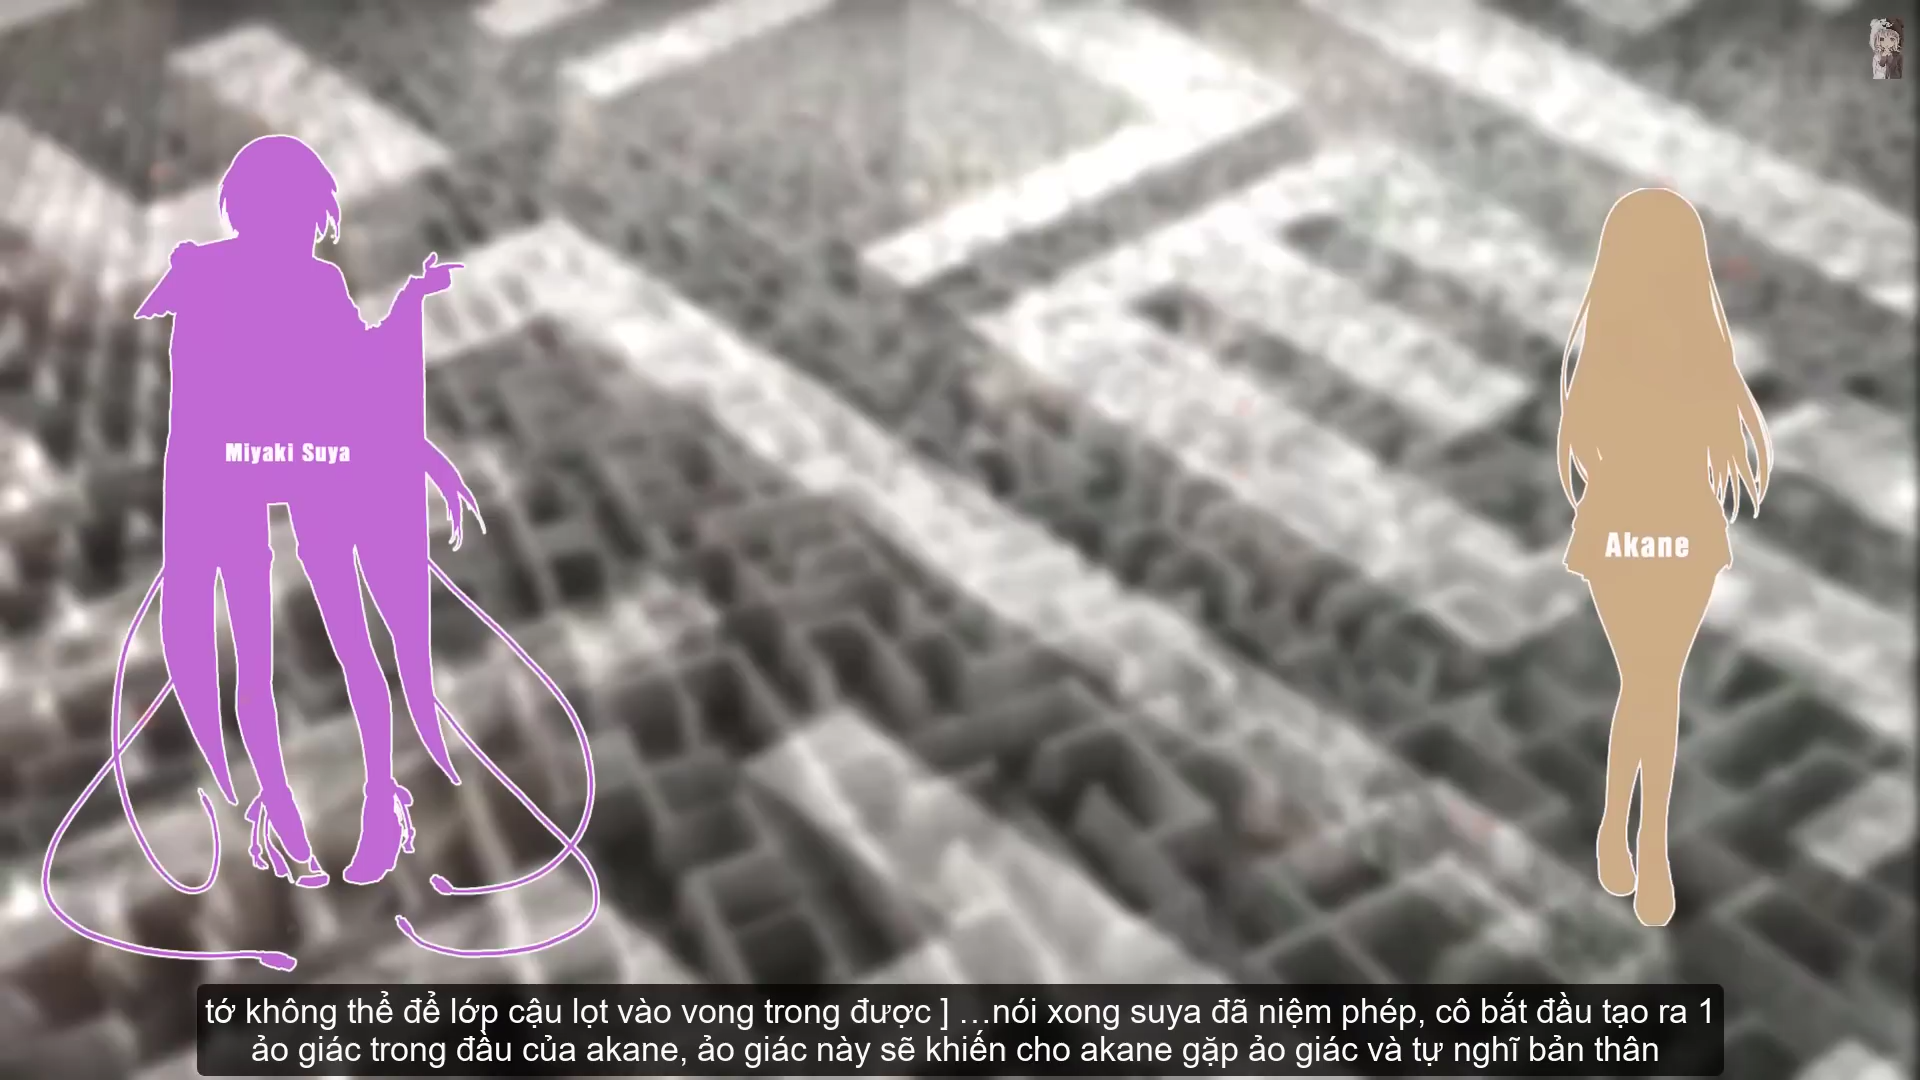 Miyaki Suya
Akane
tớ không thể để lớp cậu lọt vào vong trong được ] …nói xong suya đã niệm phép, cô bắt đầu tạo ra 1
ảo giác trong đầu của akane, ảo giác này sẽ khiến cho akane gặp ảo giác và tự nghĩ bản thân